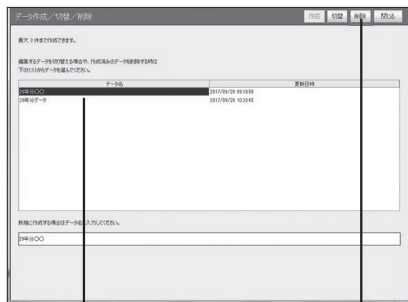 データ作成／切替／削除
作成 切替 削除 閉じる
最大3件まで作成できます。
編集するデータを切り替える場合や、作成済みのデータを削除する時は
下のリストからデータを選んでください。
データ名 更新日時
29年分〇〇 2017/09/26 09:19:58
29年分データ 2017/09/26 10:20:40
新規に作成する場合はデータ名を入力してください。
29年分〇〇